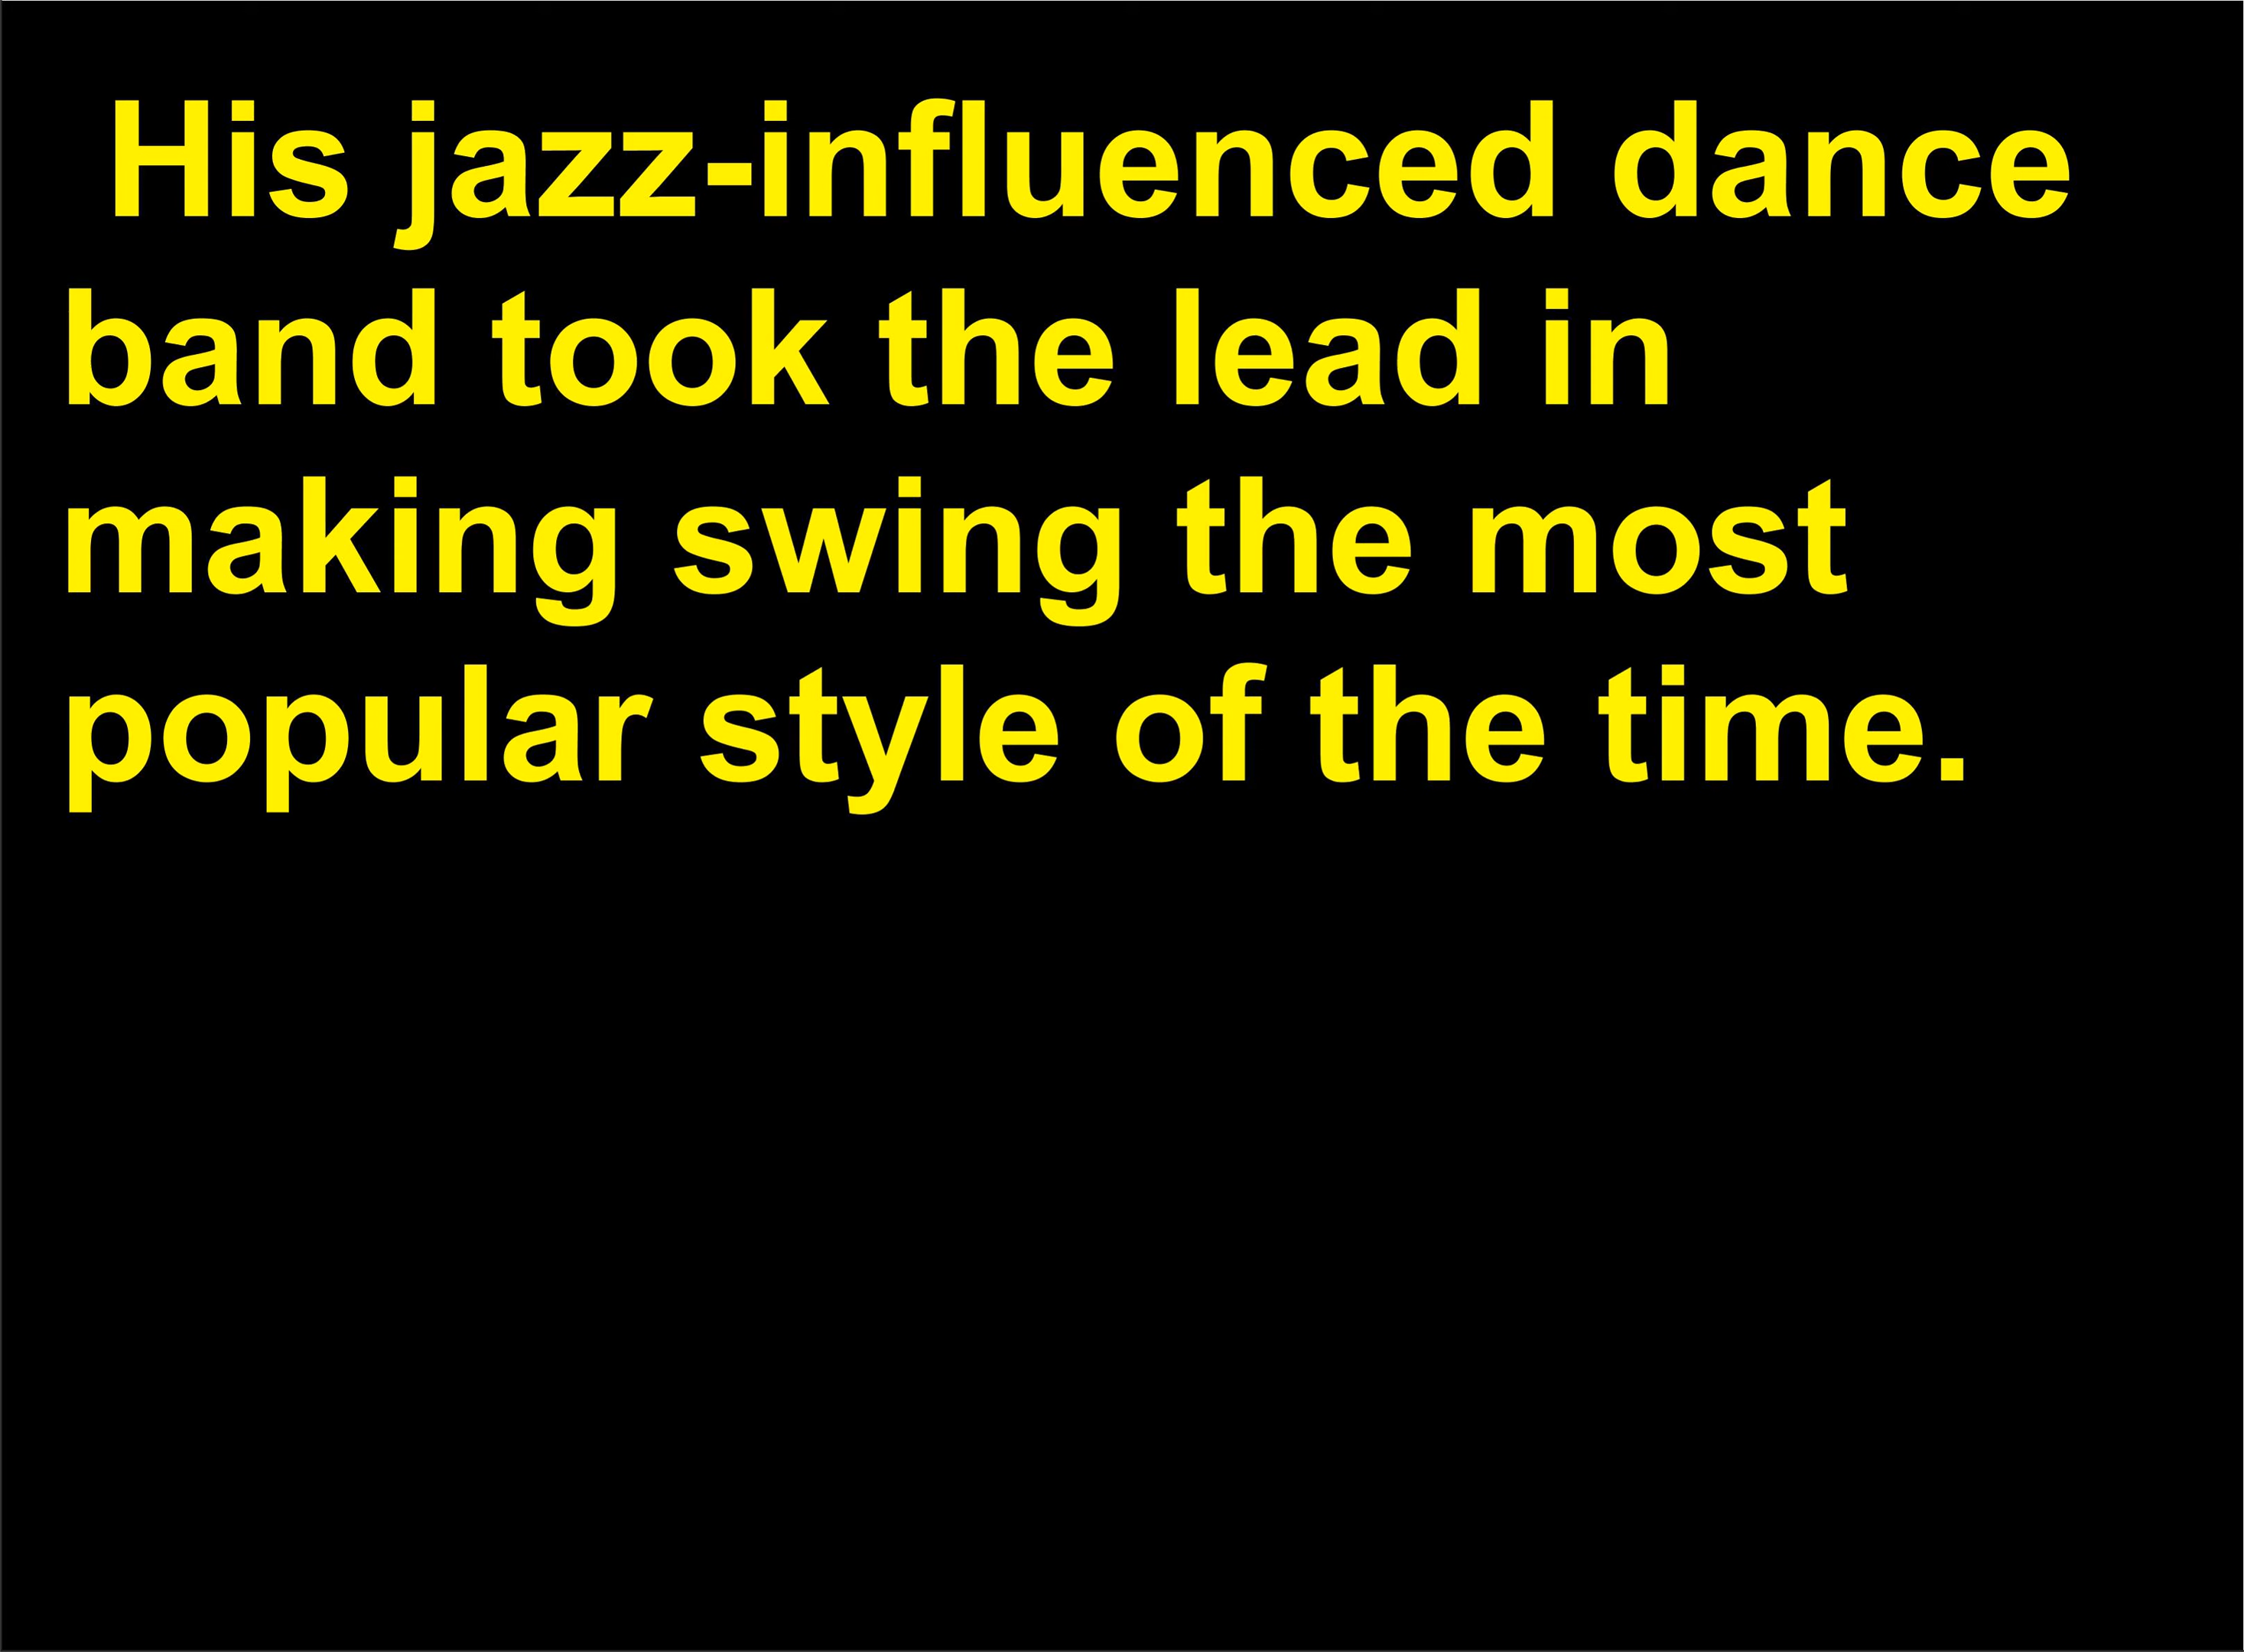 His jazz-influenced dance
band took the lead in
making swing the most
popular style of the time.